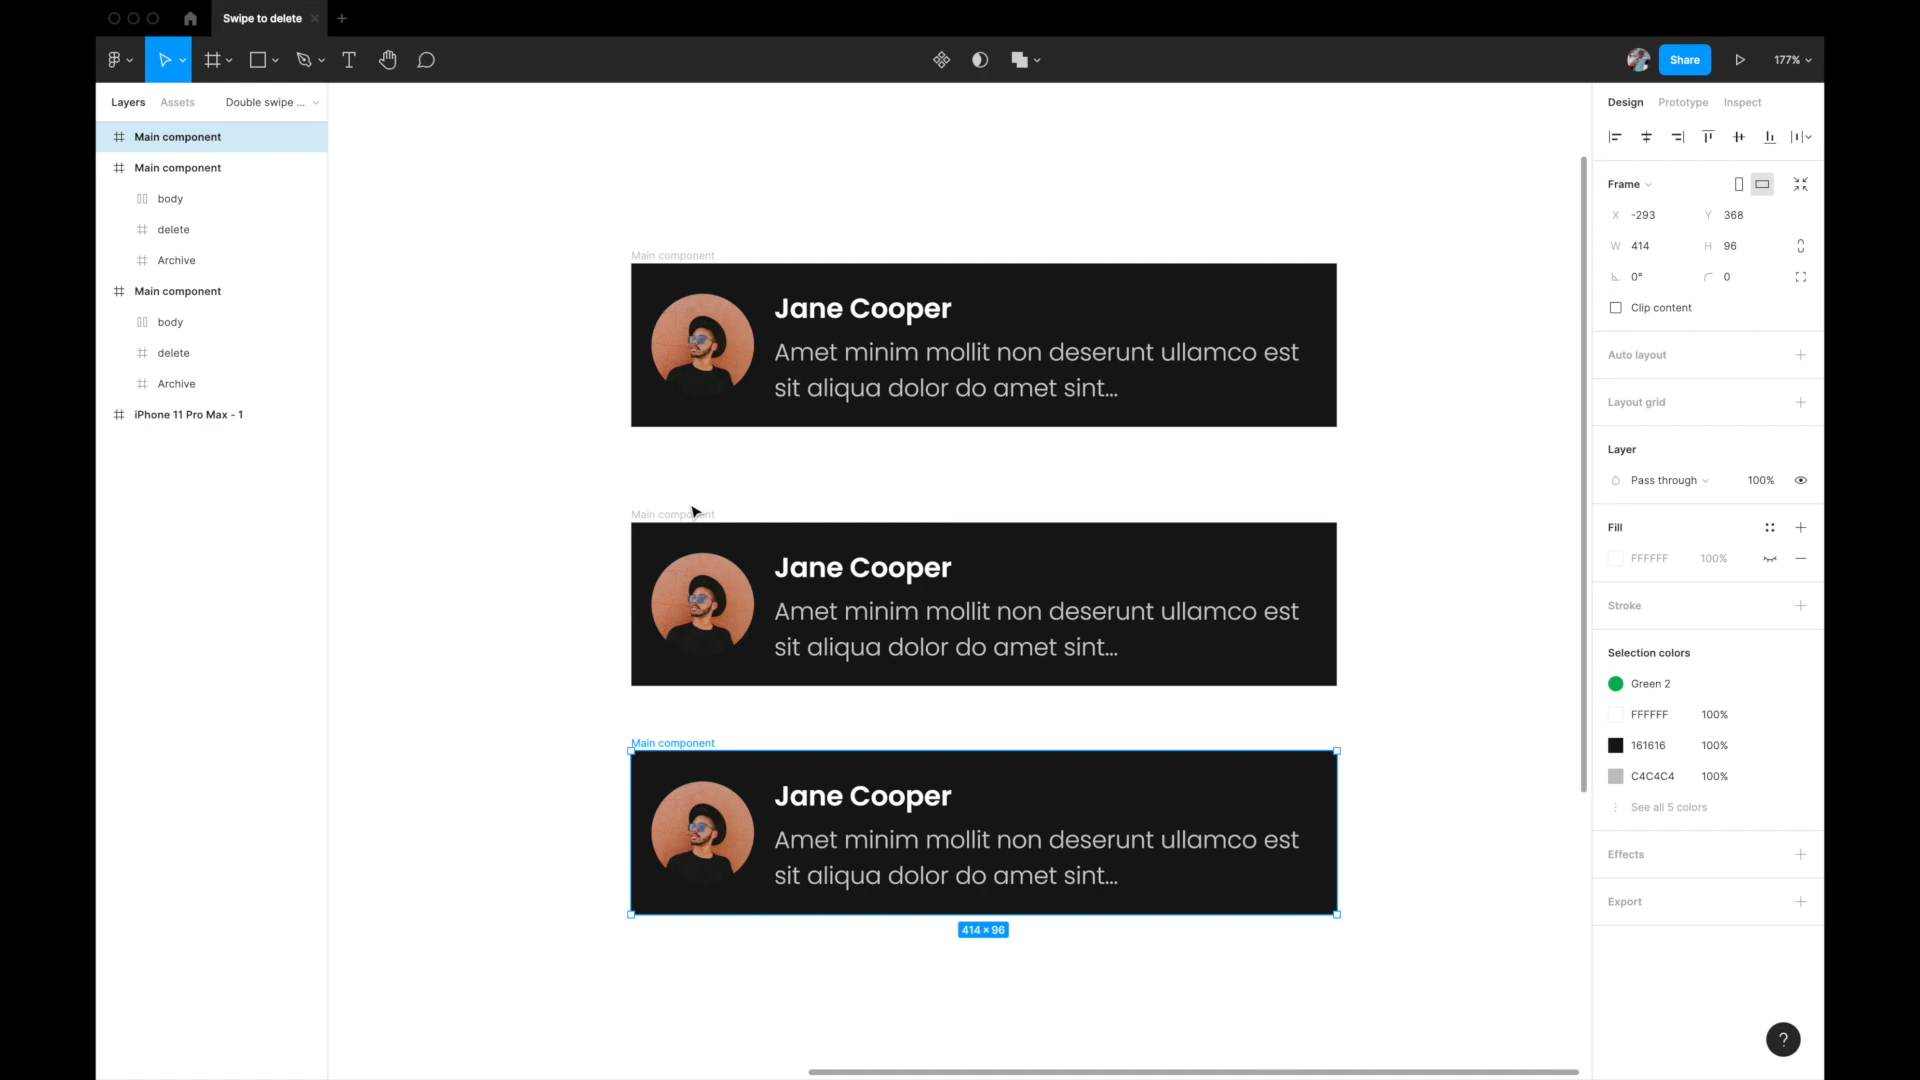 Swipe to delete
Share
177%
Layers
Assets
Double swipe ...
Main component
Main component
body
delete
Archive
Main component
body
delete
Archive
iPhone 11 Pro Max - 1
Main component
Jane Cooper
Amet minim mollit non deserunt ullamco est
sit aliqua dolor do amet sint...
Main component
Jane Cooper
Amet minim mollit non deserunt ullamco est
sit aliqua dolor do amet sint...
Main component
Jane Cooper
Amet minim mollit non deserunt ullamco est
sit aliqua dolor do amet sint...
414 × 96
Design
Prototype
Inspect
Frame
X -293
Y 368
W 414
H 96
0°
0
Clip content
Auto layout
Layout grid
Layer
Pass through
100%
Fill
FFFFFF 100%
Stroke
Selection colors
Green 2
FFFFFF 100%
161616 100%
C4C4C4 100%
See all 5 colors
Effects
Export
?